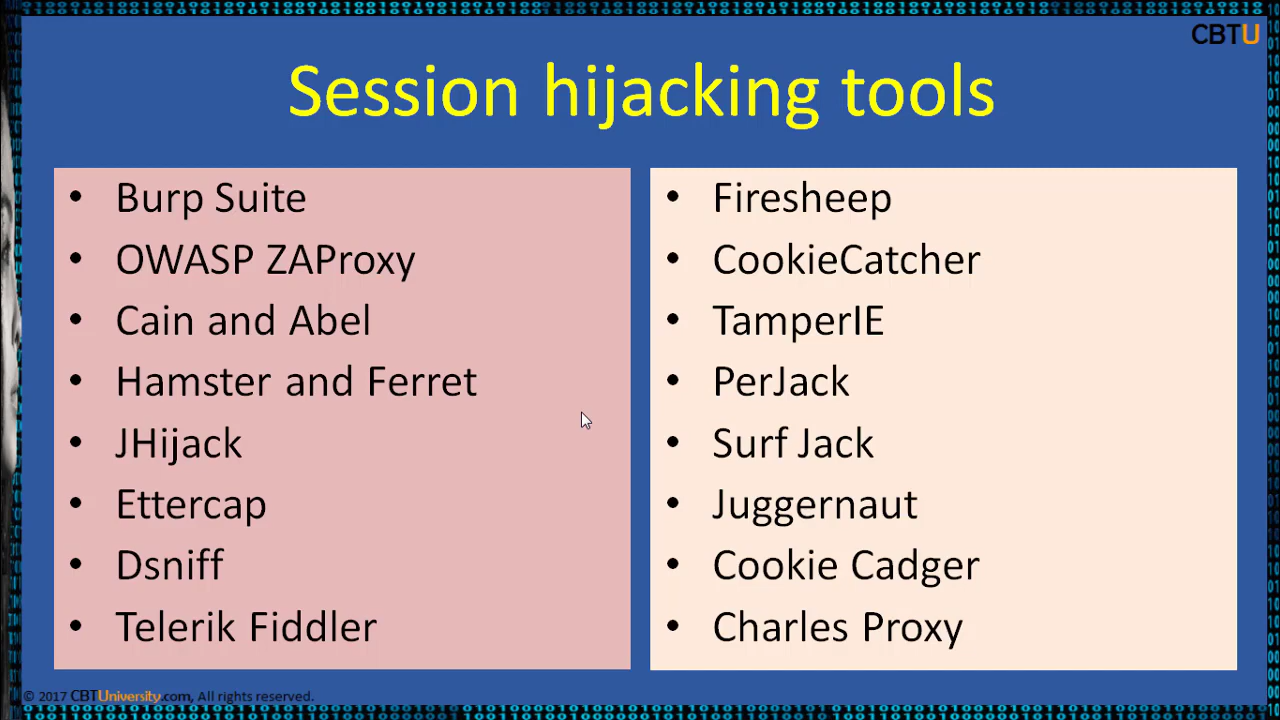 CBTU
Session hijacking tools
• Burp Suite
• OWASP ZAProxy
• Cain and Abel
• Hamster and Ferret
• JHijack
• Ettercap
• Dsniff
• Telerik Fiddler
• Firesheep
• CookieCatcher
• TamperIE
• PerJack
• Surf Jack
• Juggernaut
• Cookie Cadger
• Charles Proxy
© 2017 CBTUniversity.com, All rights reserved.